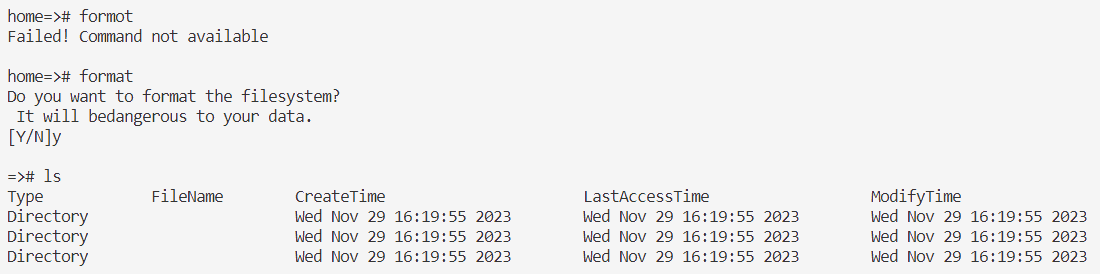 home=># formot
Failed! Command not available
home=># format
Do you want to format the filesystem?
It will bedangerous to your data.
[Y/N]y
=># ls
Type FileName CreateTime LastAccessTime ModifyTime
Directory Wed Nov 29 16:19:55 2023 Wed Nov 29 16:19:55 2023 Wed Nov 29 16:19:55 2023
Directory Wed Nov 29 16:19:55 2023 Wed Nov 29 16:19:55 2023 Wed Nov 29 16:19:55 2023
Directory Wed Nov 29 16:19:55 2023 Wed Nov 29 16:19:55 2023 Wed Nov 29 16:19:55 2023